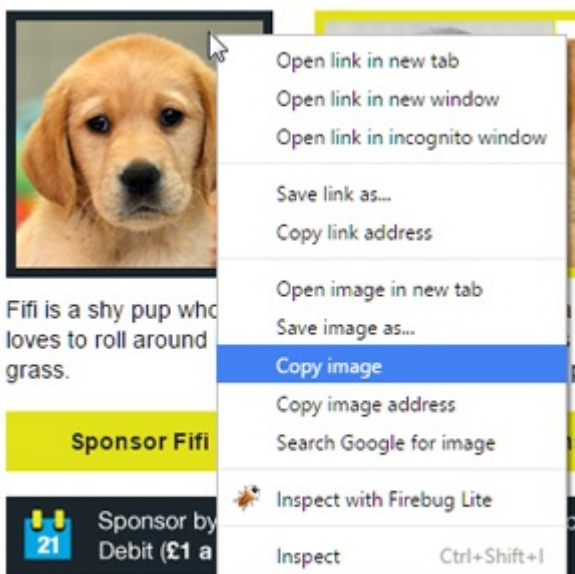 Open link in new tab
Open link in new window
Open link in incognito window
Save link as...
Copy link address
Open image in new tab
Save image as...
Copy image
Copy image address
Search Google for image
Inspect with Firebug Lite
Inspect Ctrl+Shift+I
Fifi is a shy pup who
loves to roll around
grass.
Sponsor Fifi
21
Sponsor by
Debit (£1 a